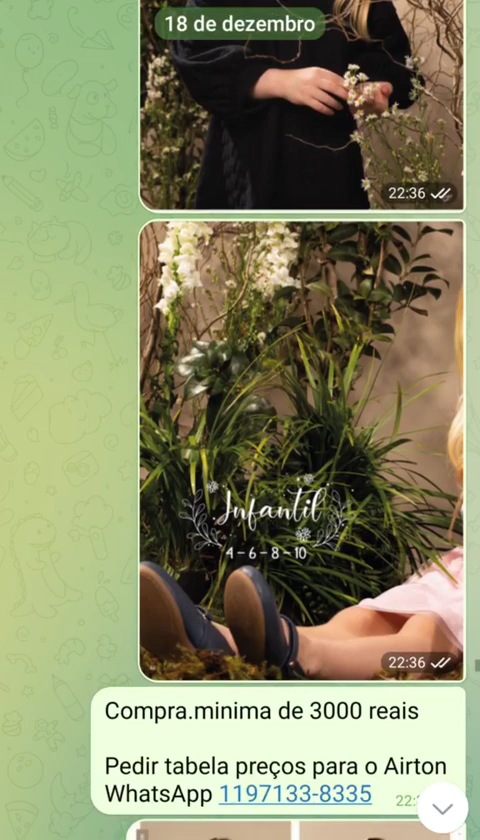 18 de dezembro
22:36
Infantil
4-6-8-10
22:36
Compra.minima de 3000 reais
Pedir tabela preços para o Airton
WhatsApp 1197133-8335